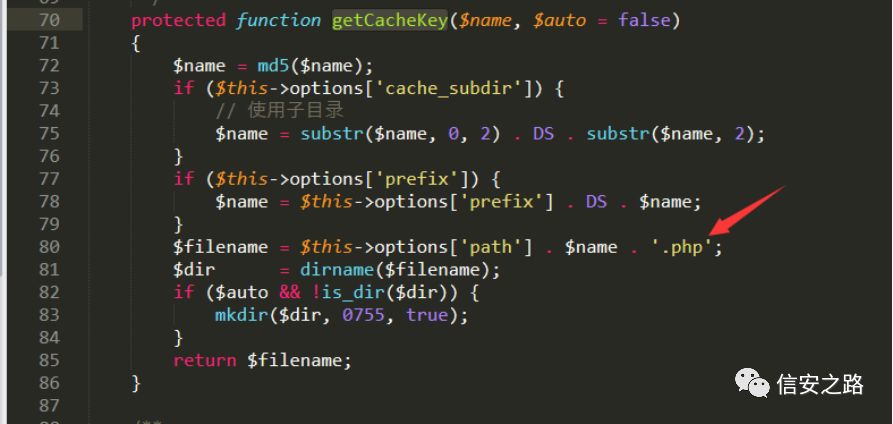 70 protected function getCacheKey($name, $auto = false)
71 {
72 $name = md5($name);
73 if ($this->options['cache_subdir']) {
74 // 使用子目录
75 $name = substr($name, 0, 2) . DS . substr($name, 2);
76 }
77 if ($this->options['prefix']) {
78 $name = $this->options['prefix'] . DS . $name;
79 }
80 $filename = $this->options['path'] . $name . '.php';
81 $dir = dirname($filename);
82 if ($auto && !is_dir($dir)) {
83 mkdir($dir, 0755, true);
84 }
85 return $filename;
86 }
87
信安之路